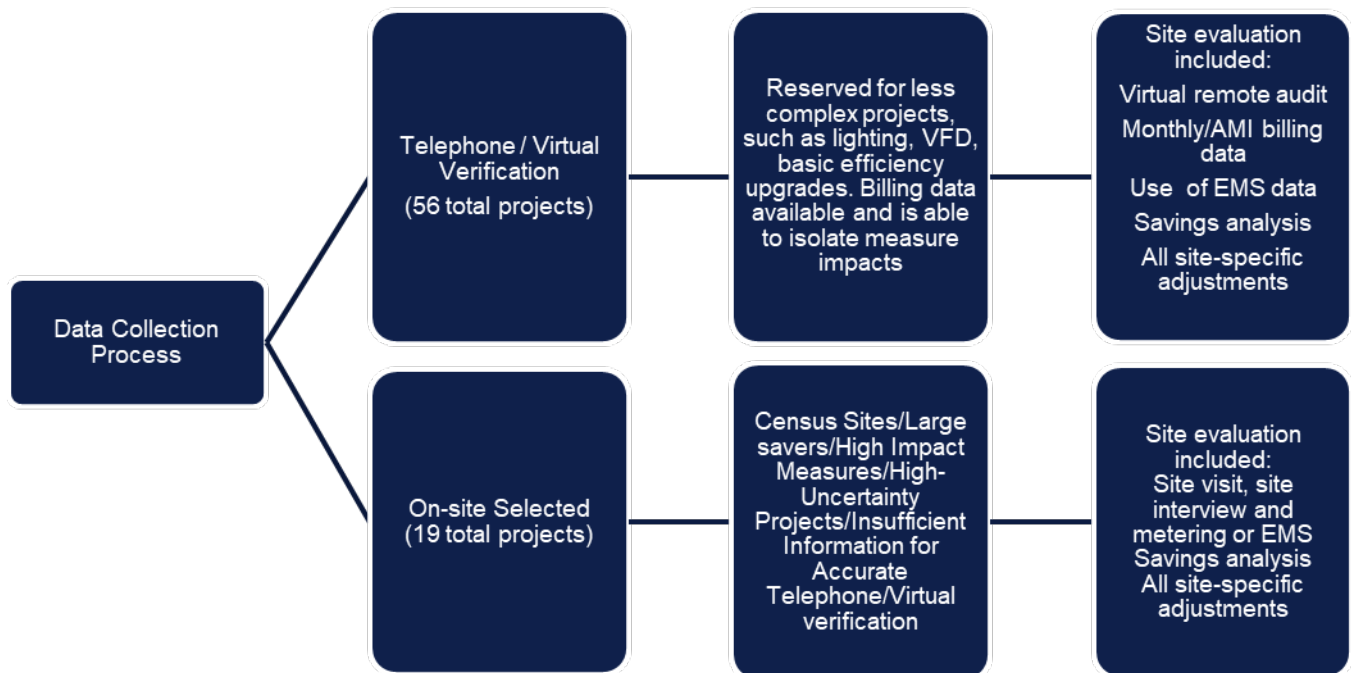 Data Collection
Process
Telephone / Virtual
Verification
(56 total projects)
Reserved for less
complex projects,
such as lighting, VFD,
basic efficiency
upgrades. Billing data
available and is able
to isolate measure
impacts
Site evaluation
included:
Virtual remote audit
Monthly/AMI billing
data
Use of EMS data
Savings analysis
All site-specific
adjustments
On-site Selected
(19 total projects)
Census Sites/Large
savers/High Impact
Measures/High-
Uncertainty
Projects/Insufficient
Information for
Accurate
Telephone/Virtual
verification
Site evaluation
included:
Site visit, site
interview and
metering or EMS
Savings analysis
All site-specific
adjustments